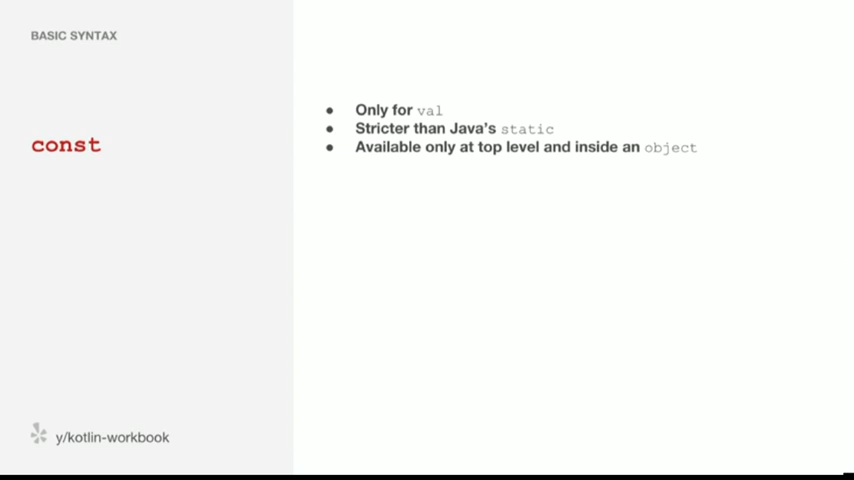 BASIC SYNTAX
const
● Only for val
● Stricter than Java's static
● Available only at top level and inside an object
y/kotlin-workbook